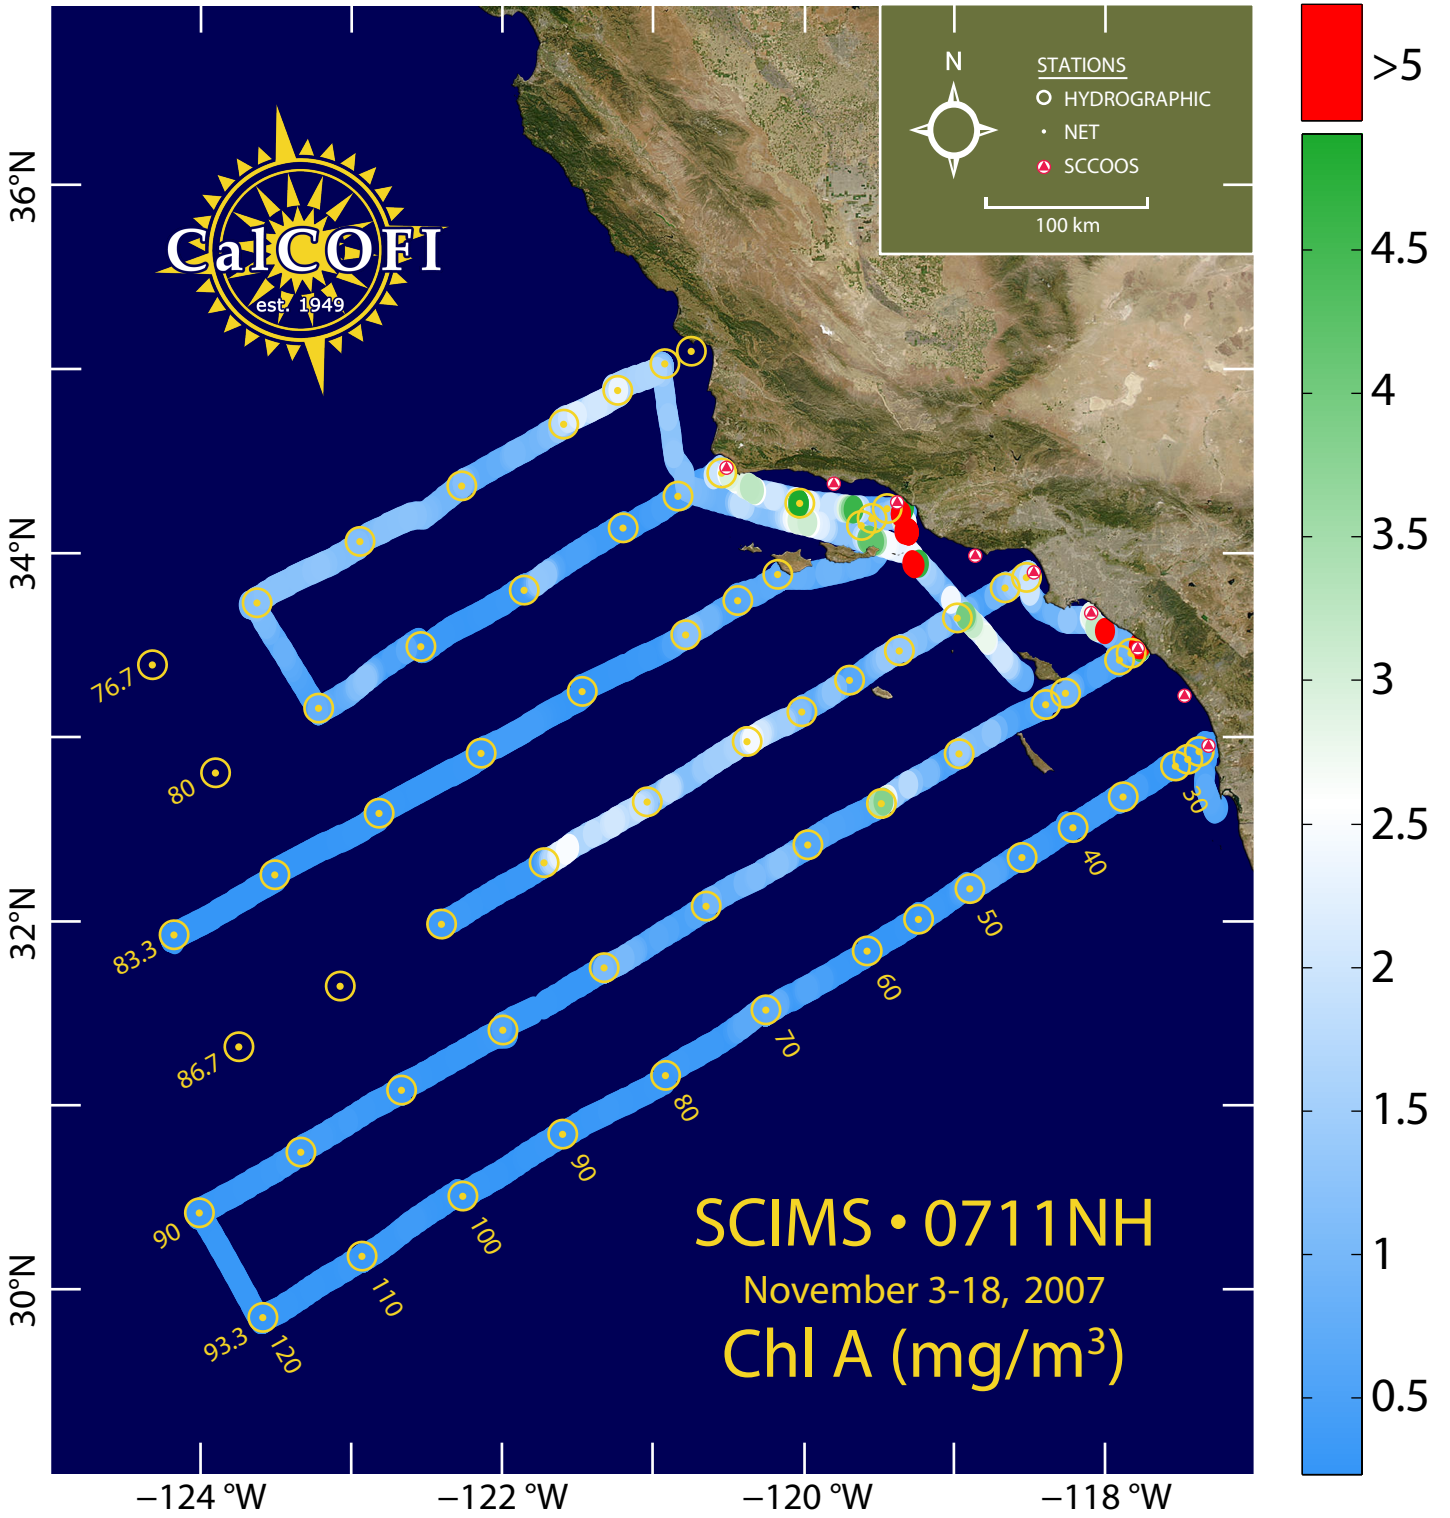 CalCOFI
est. 1949
N
STATIONS
HYDROGRAPHIC
NET
SCCOOS
100 km
>5
4.5
4
3.5
3
2.5
2
1.5
1
0.5
36°N
34°N
32°N
30°N
76.7
80
83.3
86.7
90
93.3
30
40
50
60
70
80
90
100
110
120
SCIMS • 0711NH
November 3-18, 2007
Chl A (mg/m³)
−124 °W
−122 °W
−120 °W
−118 °W